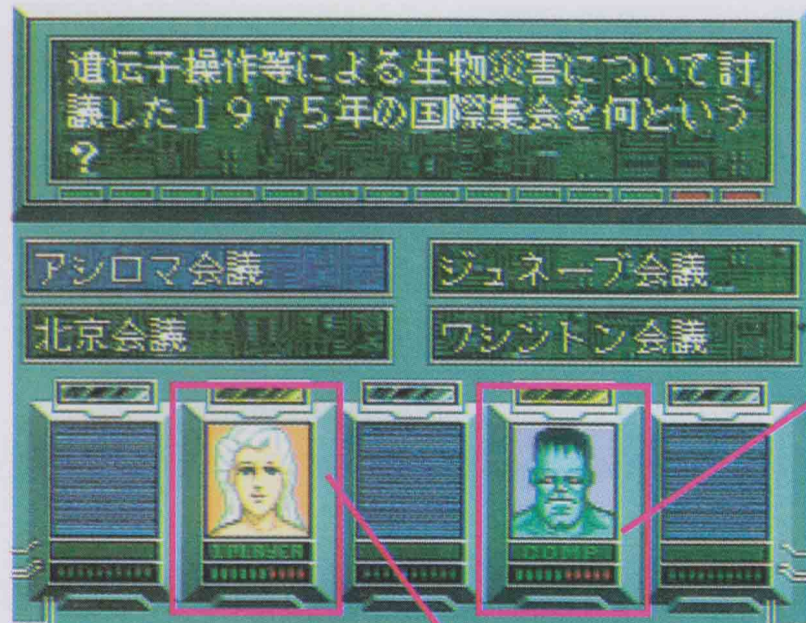 遺伝子操作等による生物災害について討
議した1975年の国際集会を何という
?
アシロマ会議
ジュネーブ会議
北京会議
ワシントン会議
1PLAYER
COMP